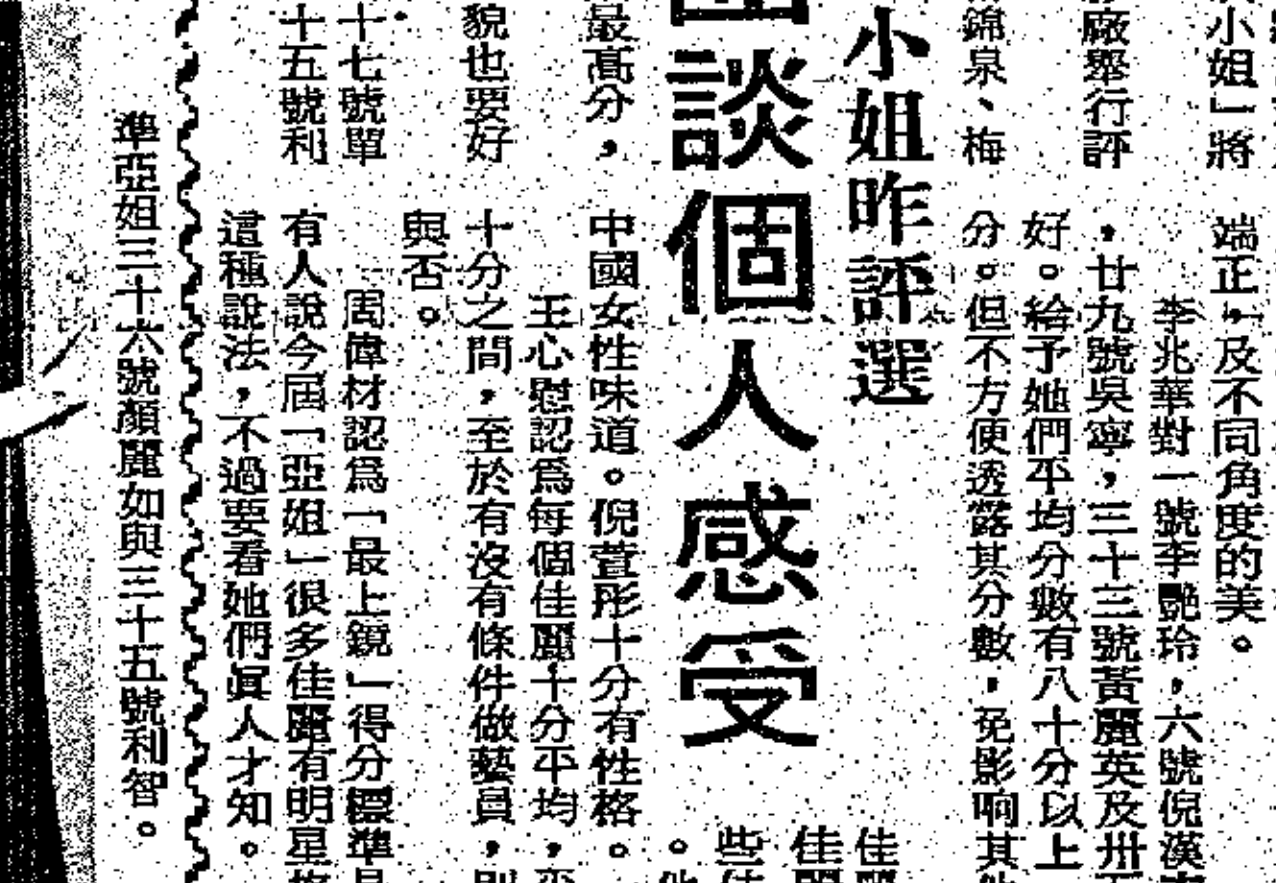 小姐」將
端正，及不同角度的美。
李兆華對一號李艷玲，六號倪漢
廠舉行評
，廿九號吳寧，三十三號黃麗英及卅
好。給予她們平均分數有八十分以上
錦泉、梅
分。但不方便透露其分數，免影响其
小姐昨評選
談個人感受
佳
佳
些
最高分，
中國女性味道。倪萱彤十分有性格。
王心慰認爲每個佳麗十分平均，
貌也要好
十分之間，至於有沒有條件做藝員，
與否。
十七號單
周偉材認爲「最上鏡」得分標準
十五號利
有人說今屆「亞姐」很多佳麗有明星
這種說法，不過要看她們眞人才知。
準亞姐三十六號顏麗如與三十五號利智。